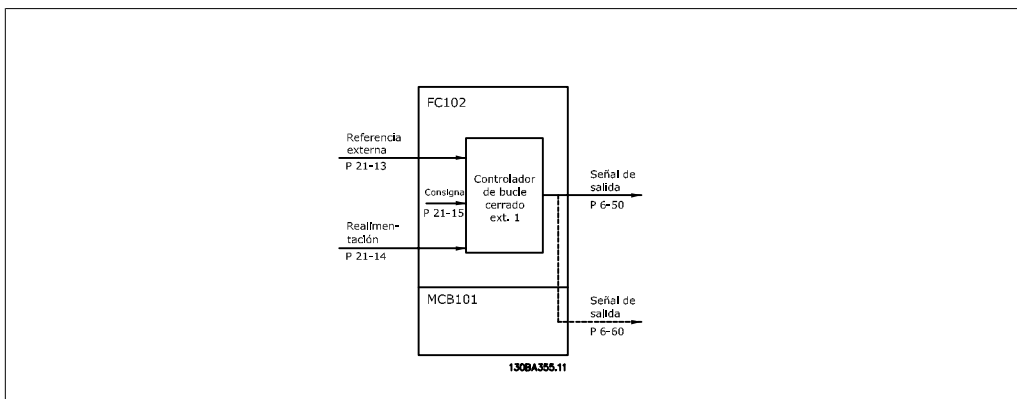 FC102
Referencia
externa
P 21-13
Consigna
P 21-15
Realimen-
tación
P 21-14
Controlador
de bucle
cerrado
ext. 1
Señal de
salida
P 6-50
MCB101
Señal de
salida
P 6-60
130BA355.11